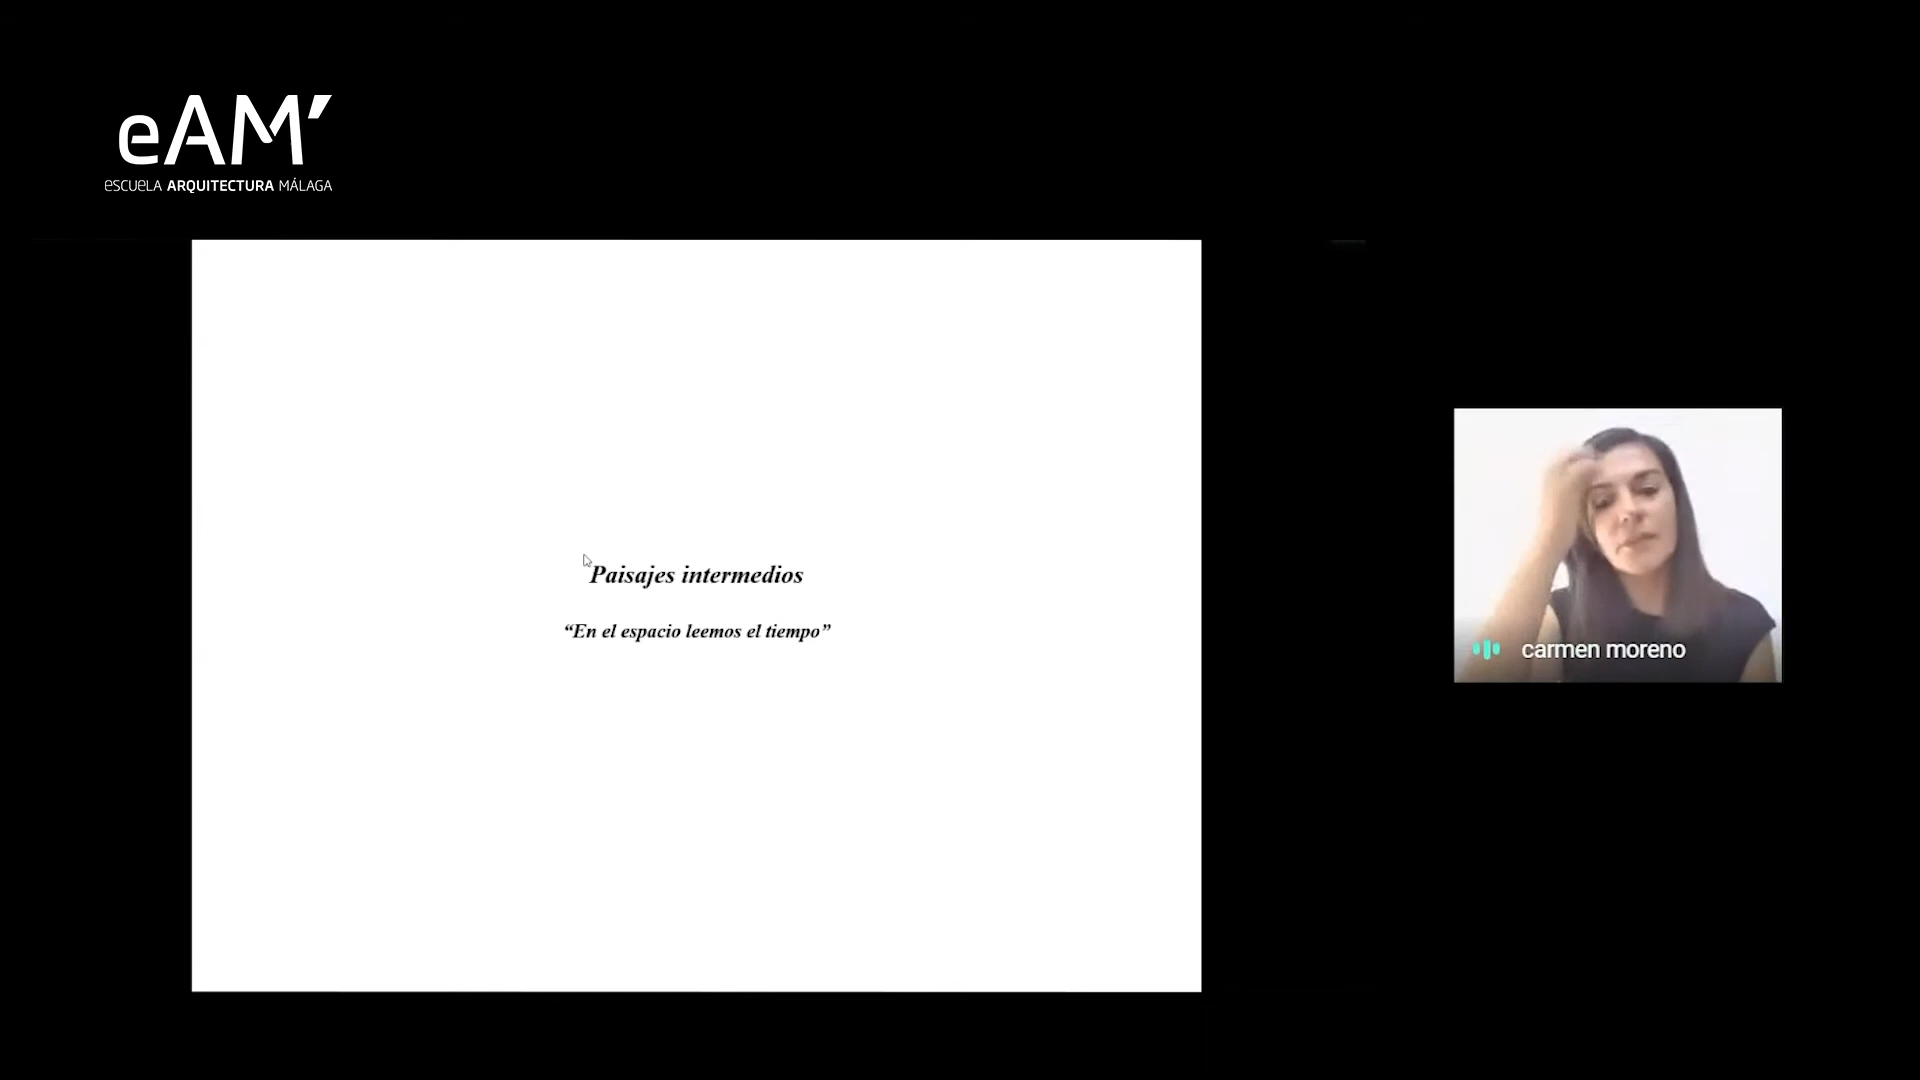 eAM'
escuela ARQUITECTURA MÁLAGA
Paisajes intermedios
“En el espacio leemos el tiempo”
carmen moreno